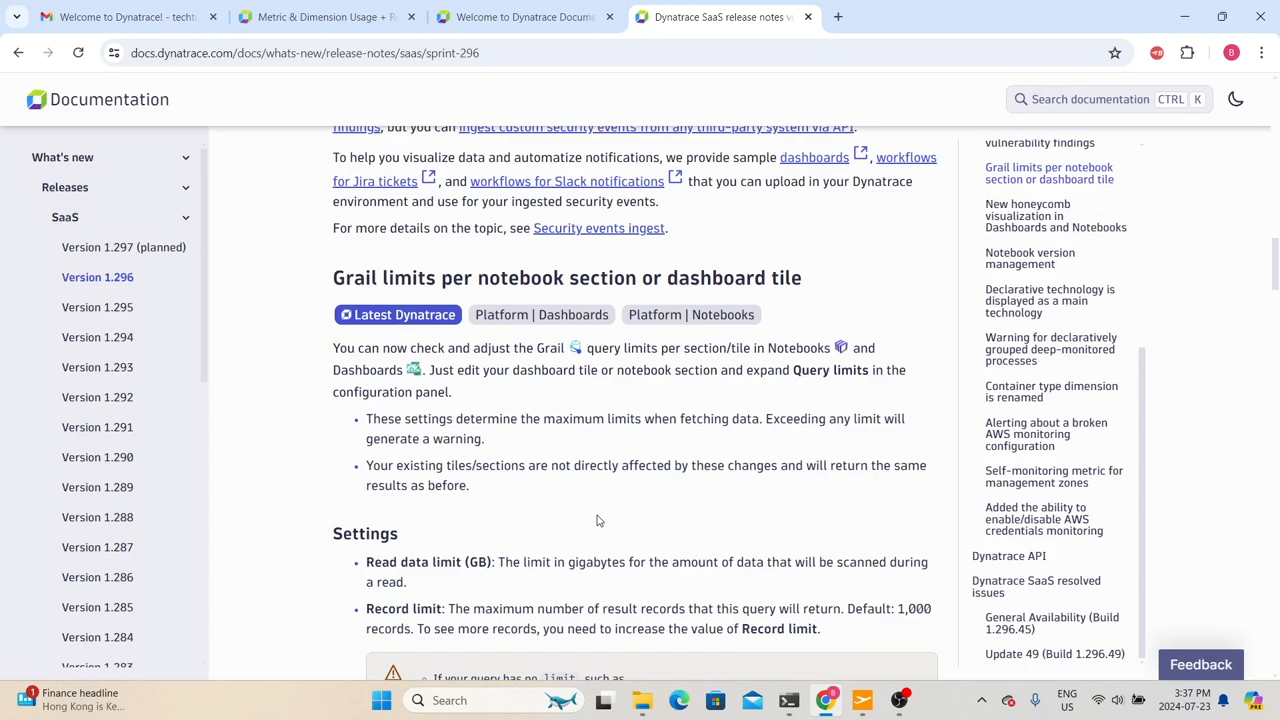 Welcome to Dynatrace! - techtu
Metric & Dimension Usage + Re
Welcome to Dynatrace Docume
Dynatrace SaaS release notes ve
docs.dynatrace.com/docs/whats-new/release-notes/saas/sprint-296
B
Documentation
Search documentation CTRL K
What's new
Releases
SaaS
Version 1.297 (planned)
Version 1.296
Version 1.295
Version 1.294
Version 1.293
Version 1.292
Version 1.291
Version 1.290
Version 1.289
Version 1.288
Version 1.287
Version 1.286
Version 1.285
Version 1.284
Version 1.283
findings, but you can ingest custom security events from any third-party system via API.
To help you visualize data and automatize notifications, we provide sample dashboards , workflows
for Jira tickets , and workflows for Slack notifications that you can upload in your Dynatrace
environment and use for your ingested security events.
For more details on the topic, see Security events ingest.
Grail limits per notebook section or dashboard tile
Latest Dynatrace Platform | Dashboards Platform | Notebooks
You can now check and adjust the Grail query limits per section/tile in Notebooks and
Dashboards . Just edit your dashboard tile or notebook section and expand Query limits in the
configuration panel.
• These settings determine the maximum limits when fetching data. Exceeding any limit will
generate a warning.
• Your existing tiles/sections are not directly affected by these changes and will return the same
results as before.
Settings
• Read data limit (GB): The limit in gigabytes for the amount of data that will be scanned during
a read.
• Record limit: The maximum number of result records that this query will return. Default: 1,000
records. To see more records, you need to increase the value of Record limit.
If your query has no limit, such as
vulnerability findings
Grail limits per notebook
section or dashboard tile
New honeycomb
visualization in
Dashboards and Notebooks
Notebook version
management
Declarative technology is
displayed as a main
technology
Warning for declaratively
grouped deep-monitored
processes
Container type dimension
is renamed
Alerting about a broken
AWS monitoring
configuration
Self-monitoring metric for
management zones
Added the ability to
enable/disable AWS
credentials monitoring
Dynatrace API
Dynatrace SaaS resolved
issues
General Availability (Build
1.296.45)
Update 49 (Build 1.296.49)
Feedback
1
Finance headline
Hong Kong is K...
Search
ENG
US
3:37 PM
2024-07-23
PRE